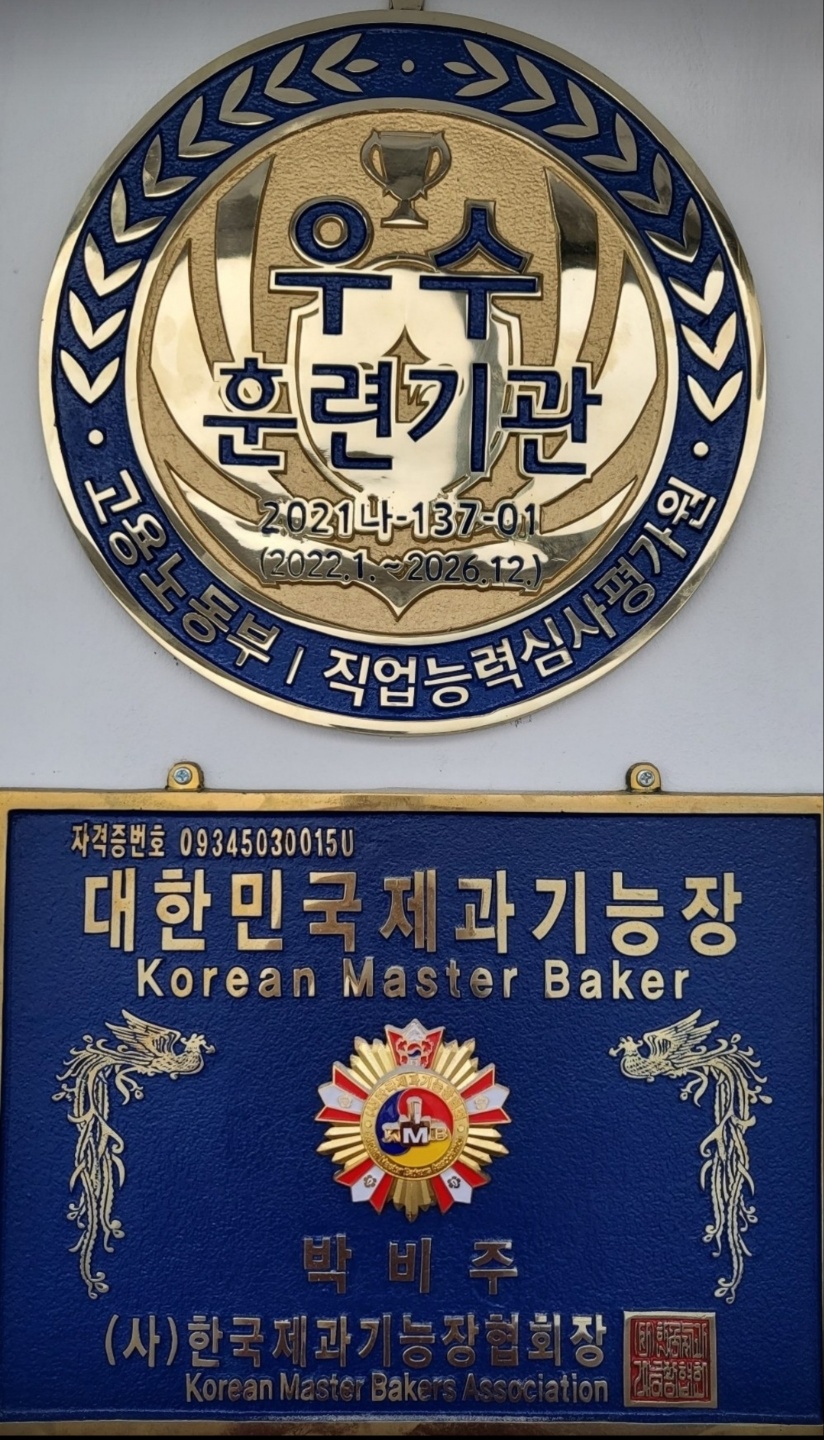 우수
훈련기관
2021나-137-01
(2022.1.~2026.12.)
고용노동부 | 직업능력심사평가원
자격증번호 09345030015U
대한민국제과기능장
Korean Master Baker
KMB
박비주
(사)한국제과기능장협회장
Korean Master Bakers Association